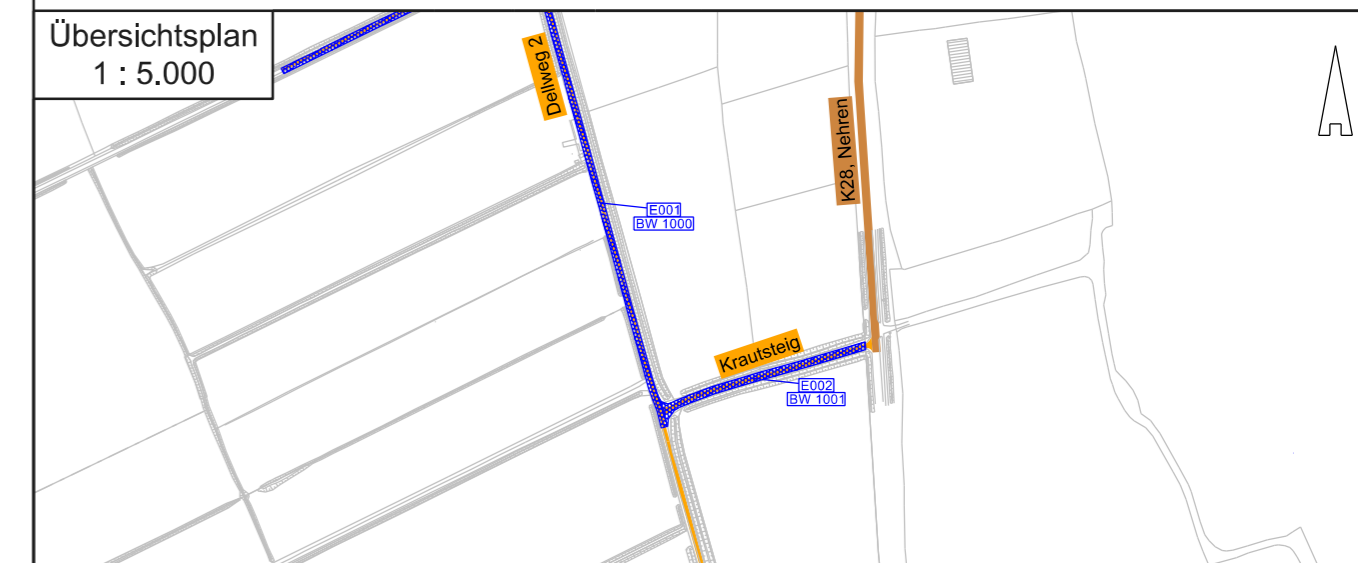 Übersichtsplan
1 : 5.000
Dellweg 2
K28, Nehren
E001
BW 1000
Krautsteig
E002
BW 1001